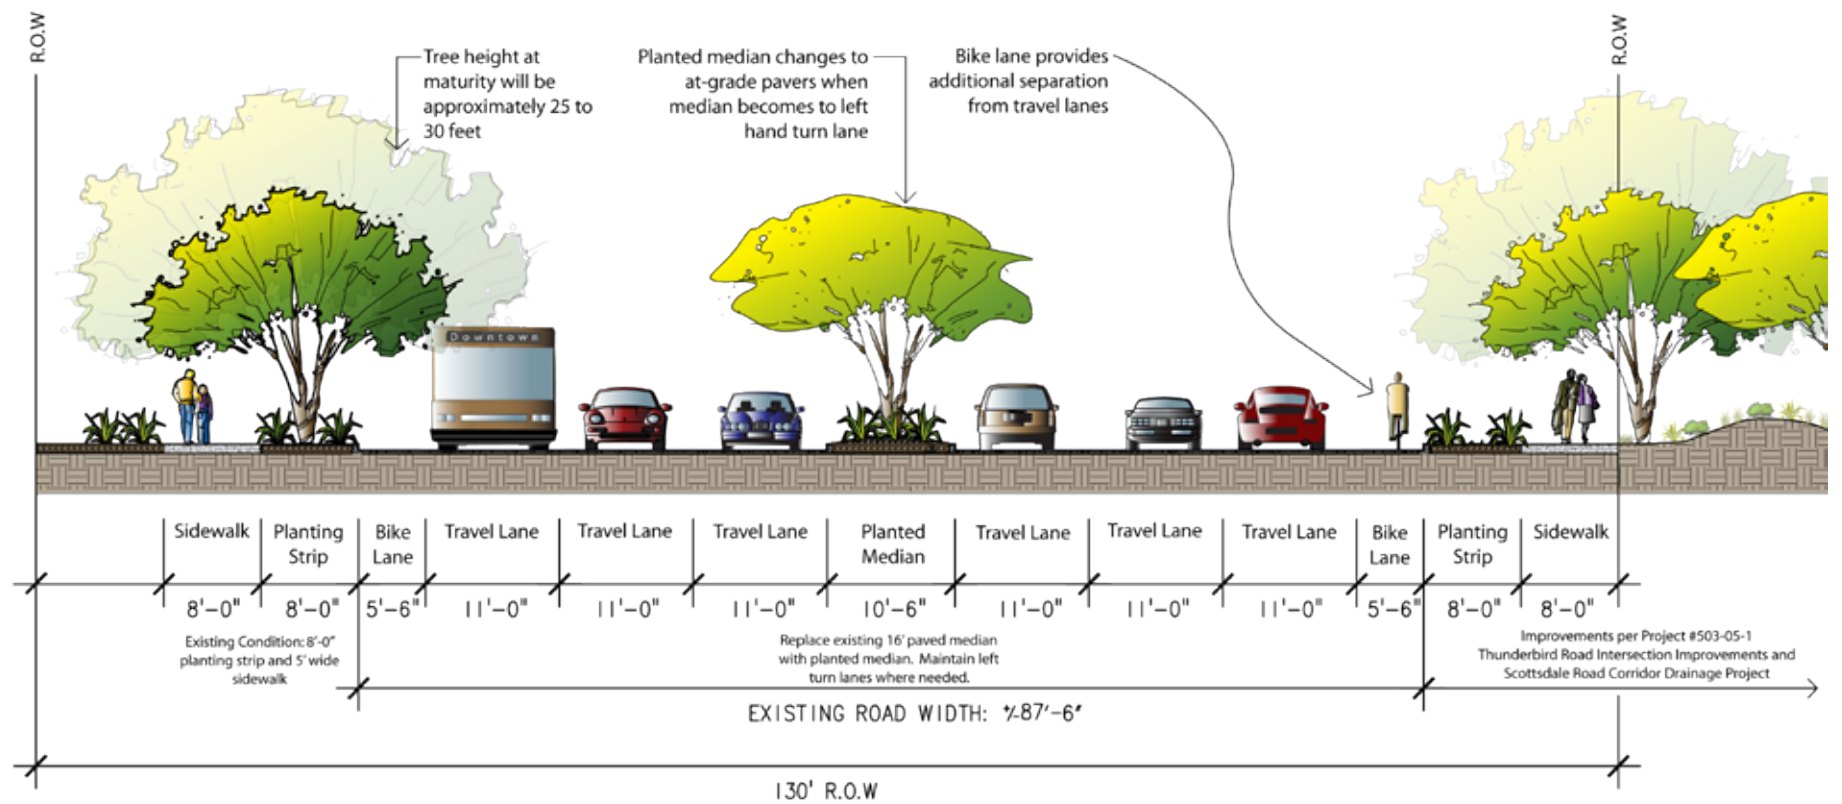 R.O.W
R.O.W
Tree height at
maturity will be
approximately 25 to
30 feet
Planted median changes to
at-grade pavers when
median becomes to left
hand turn lane
Bike lane provides
additional separation
from travel lanes
Downtown
Sidewalk
Planting
Strip
Bike
Lane
Travel Lane
Travel Lane
Travel Lane
Planted
Median
Travel Lane
Travel Lane
Travel Lane
Bike
Lane
Planting
Strip
Sidewalk
8'-0"
8'-0"
5'-6"
11'-0"
11'-0"
11'-0"
10'-6"
11'-0"
11'-0"
11'-0"
5'-6"
8'-0"
8'-0"
Existing Condition: 8'-0"
planting strip and 5' wide
sidewalk
Replace existing 16' paved median
with planted median. Maintain left
turn lanes where needed.
Improvements per Project #503-05-1
Thunderbird Road Intersection Improvements and
Scottsdale Road Corridor Drainage Project
EXISTING ROAD WIDTH: +/-87'-6"
130' R.O.W